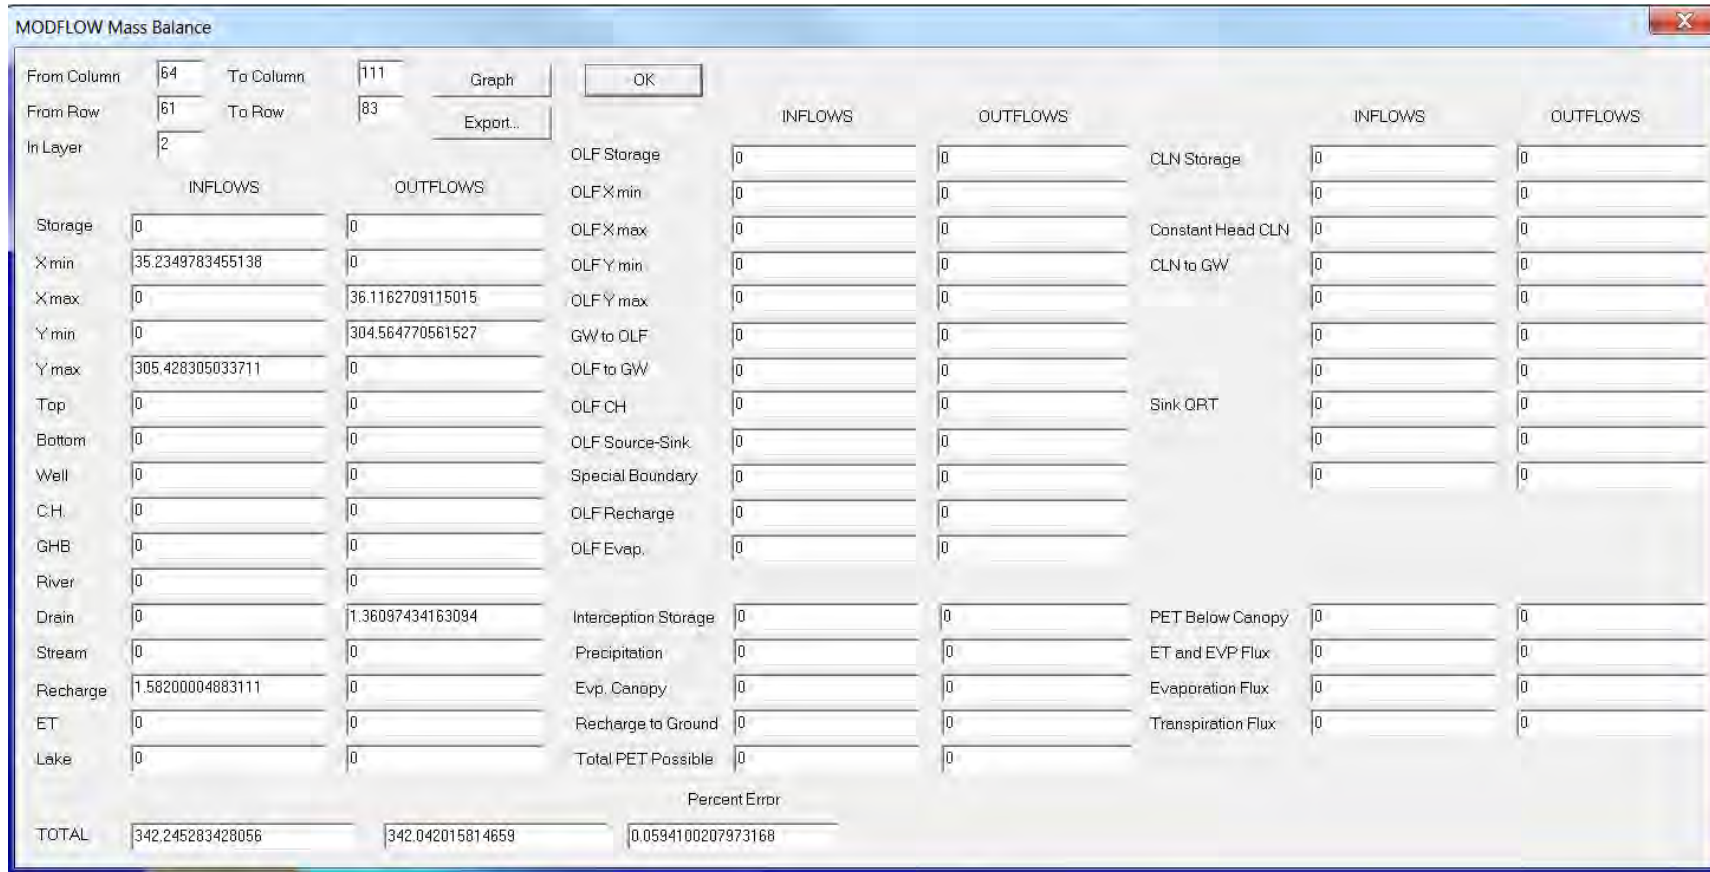 MODFLOW Mass Balance
From Column 64 To Column 111 Graph OK
From Row 61 To Row 83 Export...
In Layer 2
INFLOWS OUTFLOWS
Storage 0 0
X min 35.2349783455138 0
X max 0 36.1162709115015
Y min 0 304.564770561527
Y max 305.428305033711 0
Top 0 0
Bottom 0 0
Well 0 0
C.H. 0 0
GHB 0 0
River 0 0
Drain 0 1.36097434163094
Stream 0 0
Recharge 1.58200004883111 0
ET 0 0
Lake 0 0
INFLOWS OUTFLOWS
OLF Storage 0 0
OLF X min 0 0
OLF X max 0 0
OLF Y min 0 0
OLF Y max 0 0
GW to OLF 0 0
OLF to GW 0 0
OLF CH 0 0
OLF Source-Sink 0 0
Special Boundary 0 0
OLF Recharge 0 0
OLF Evap. 0 0
Interception Storage 0 0
Precipitation 0 0
Evp. Canopy 0 0
Recharge to Ground 0 0
Total PET Possible 0 0
INFLOWS OUTFLOWS
CLN Storage 0 0
0 0
Constant Head CLN 0 0
CLN to GW 0 0
0 0
0 0
0 0
Sink QRT 0 0
0 0
0 0
PET Below Canopy 0 0
ET and EVP Flux 0 0
Evaporation Flux 0 0
Transpiration Flux 0 0
Percent Error
TOTAL 342.245283428056 342.042015814659 0.0594100207973168